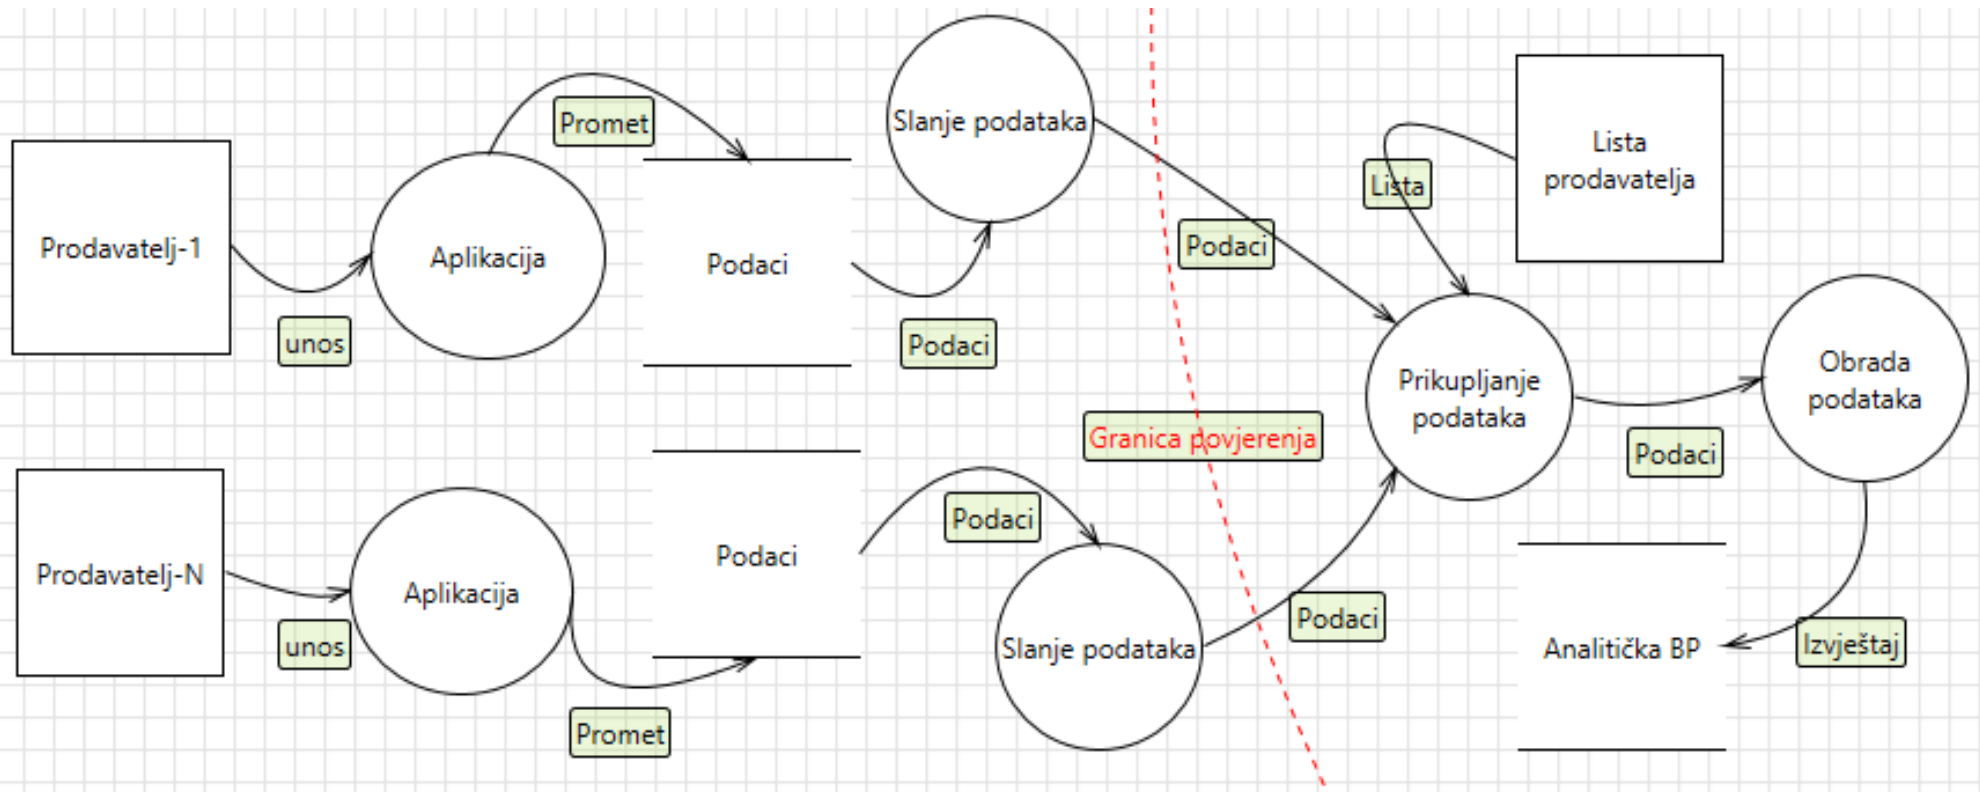 Slanje podataka
Promet
Lista
prodavatelja
Lista
Prodavatelj-1
Aplikacija
Podaci
Podaci
unos
Podaci
Prikupljanje
podataka
Obrada
podataka
Granica povjerenja
Podaci
Podaci
Prodavatelj-N
Aplikacija
Podaci
unos
Slanje podataka
Podaci
Analitička BP
Izvještaj
Promet